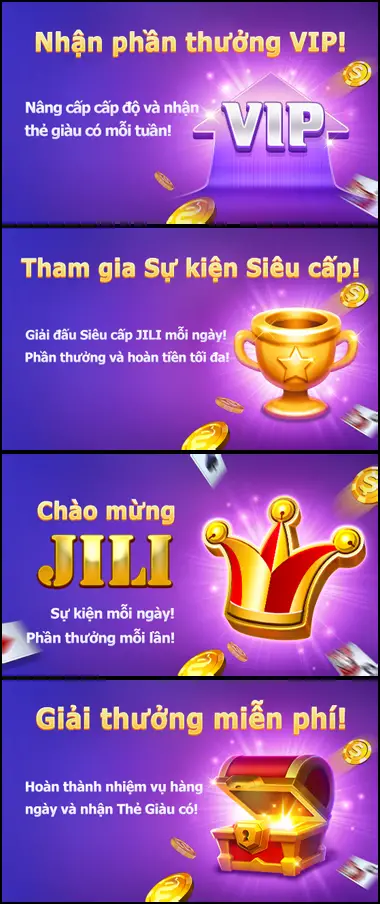 Nhận phần thưởng VIP!
Nâng cấp cấp độ và nhận
thẻ giàu có mỗi tuần!
VIP
Tham gia Sự kiện Siêu cấp!
Giải đấu Siêu cấp JILI mỗi ngày!
Phần thưởng và hoàn tiền tối đa!
Chào mừng
JILI
Sự kiện mỗi ngày!
Phần thưởng mỗi lần!
Giải thưởng miễn phí!
Hoàn thành nhiệm vụ hàng
ngày và nhận Thẻ Giàu có!